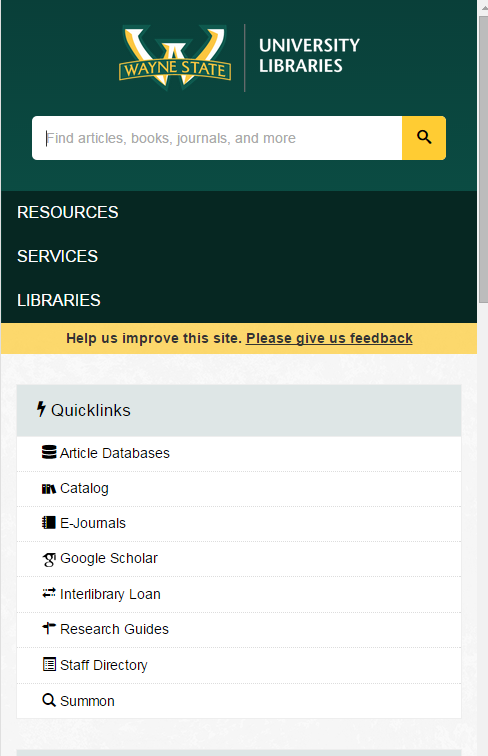 WAYNE STATE
UNIVERSITY
LIBRARIES
Find articles, books, journals, and more
RESOURCES
SERVICES
LIBRARIES
Help us improve this site. Please give us feedback
Quicklinks
Article Databases
Catalog
E-Journals
Google Scholar
Interlibrary Loan
Research Guides
Staff Directory
Summon